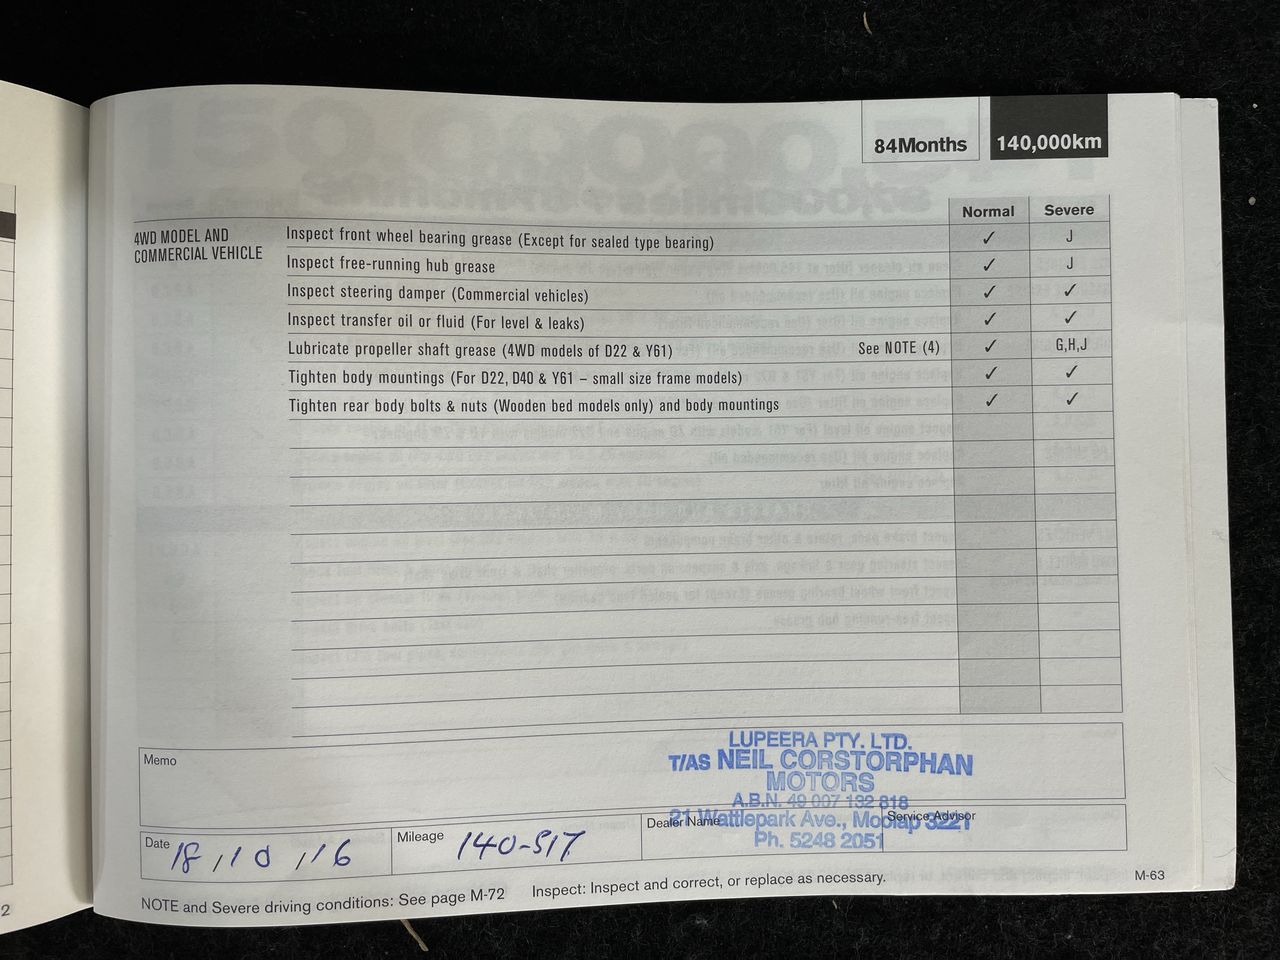 84Months 140,000km
Normal Severe
4WD MODEL AND COMMERCIAL VEHICLE
Inspect front wheel bearing grease (Except for sealed type bearing) ✓ J
Inspect free-running hub grease ✓ J
Inspect steering damper (Commercial vehicles) ✓ ✓
Inspect transfer oil or fluid (For level & leaks) ✓ ✓
Lubricate propeller shaft grease (4WD models of D22 & Y61) See NOTE (4) ✓ G,H,J
Tighten body mountings (For D22, D40 & Y61 – small size frame models) ✓ ✓
Tighten rear body bolts & nuts (Wooden bed models only) and body mountings ✓ ✓
Memo
LUPEERA PTY. LTD.
T/AS NEIL CORSTORPHAN
MOTORS
A.B.N. 49 007 132 818
21 Wattlepark Ave., Moolap 3221
Ph. 5248 2051
Date 18/10/16
Mileage 140-517
Dealer Name
Service Advisor
NOTE and Severe driving conditions: See page M-72 Inspect: Inspect and correct, or replace as necessary.
M-63
2